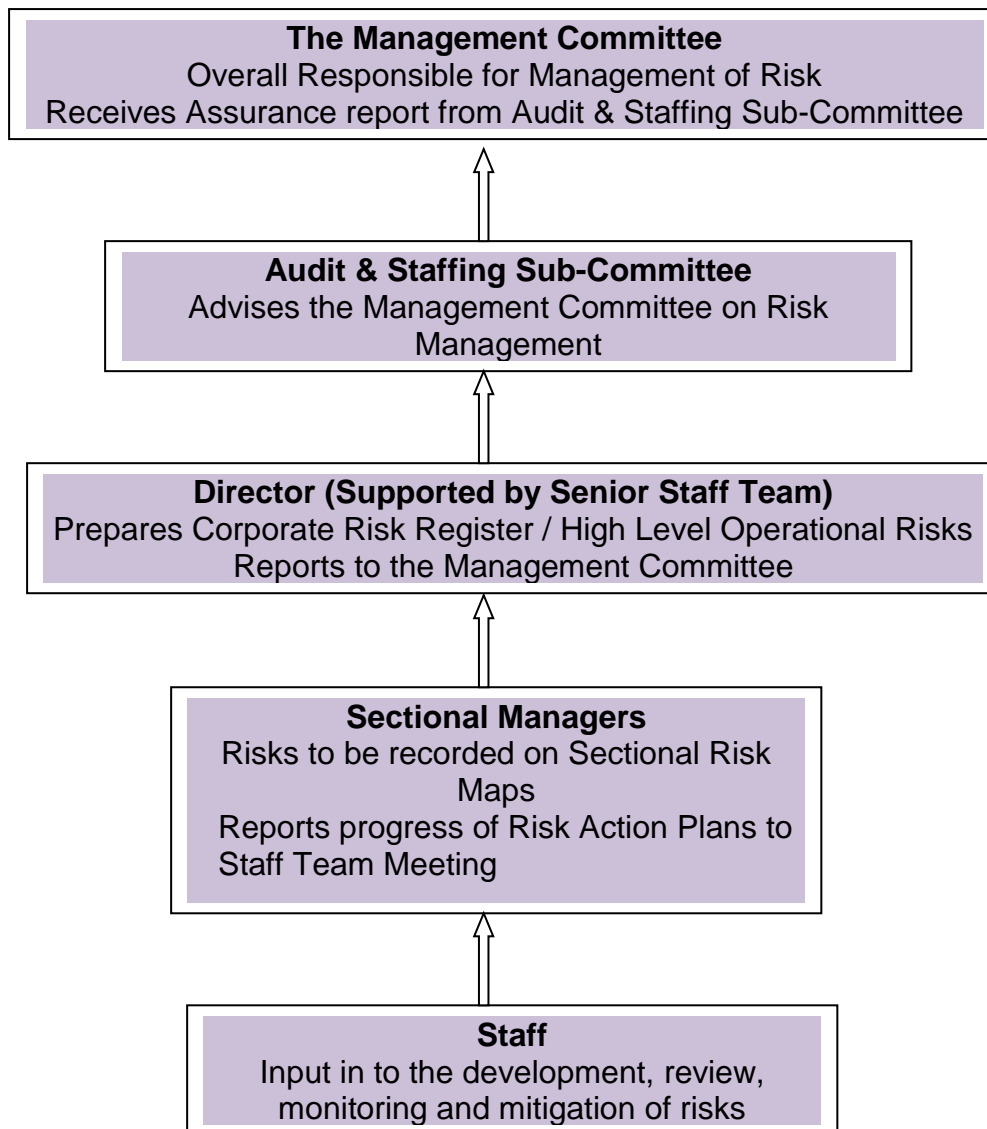 The Management Committee
Overall Responsible for Management of Risk
Receives Assurance report from Audit & Staffing Sub-Committee
Audit & Staffing Sub-Committee
Advises the Management Committee on Risk
Management
Director (Supported by Senior Staff Team)
Prepares Corporate Risk Register / High Level Operational Risks
Reports to the Management Committee
Sectional Managers
Risks to be recorded on Sectional Risk
Maps
Reports progress of Risk Action Plans to
Staff Team Meeting
Staff
Input in to the development, review,
monitoring and mitigation of risks